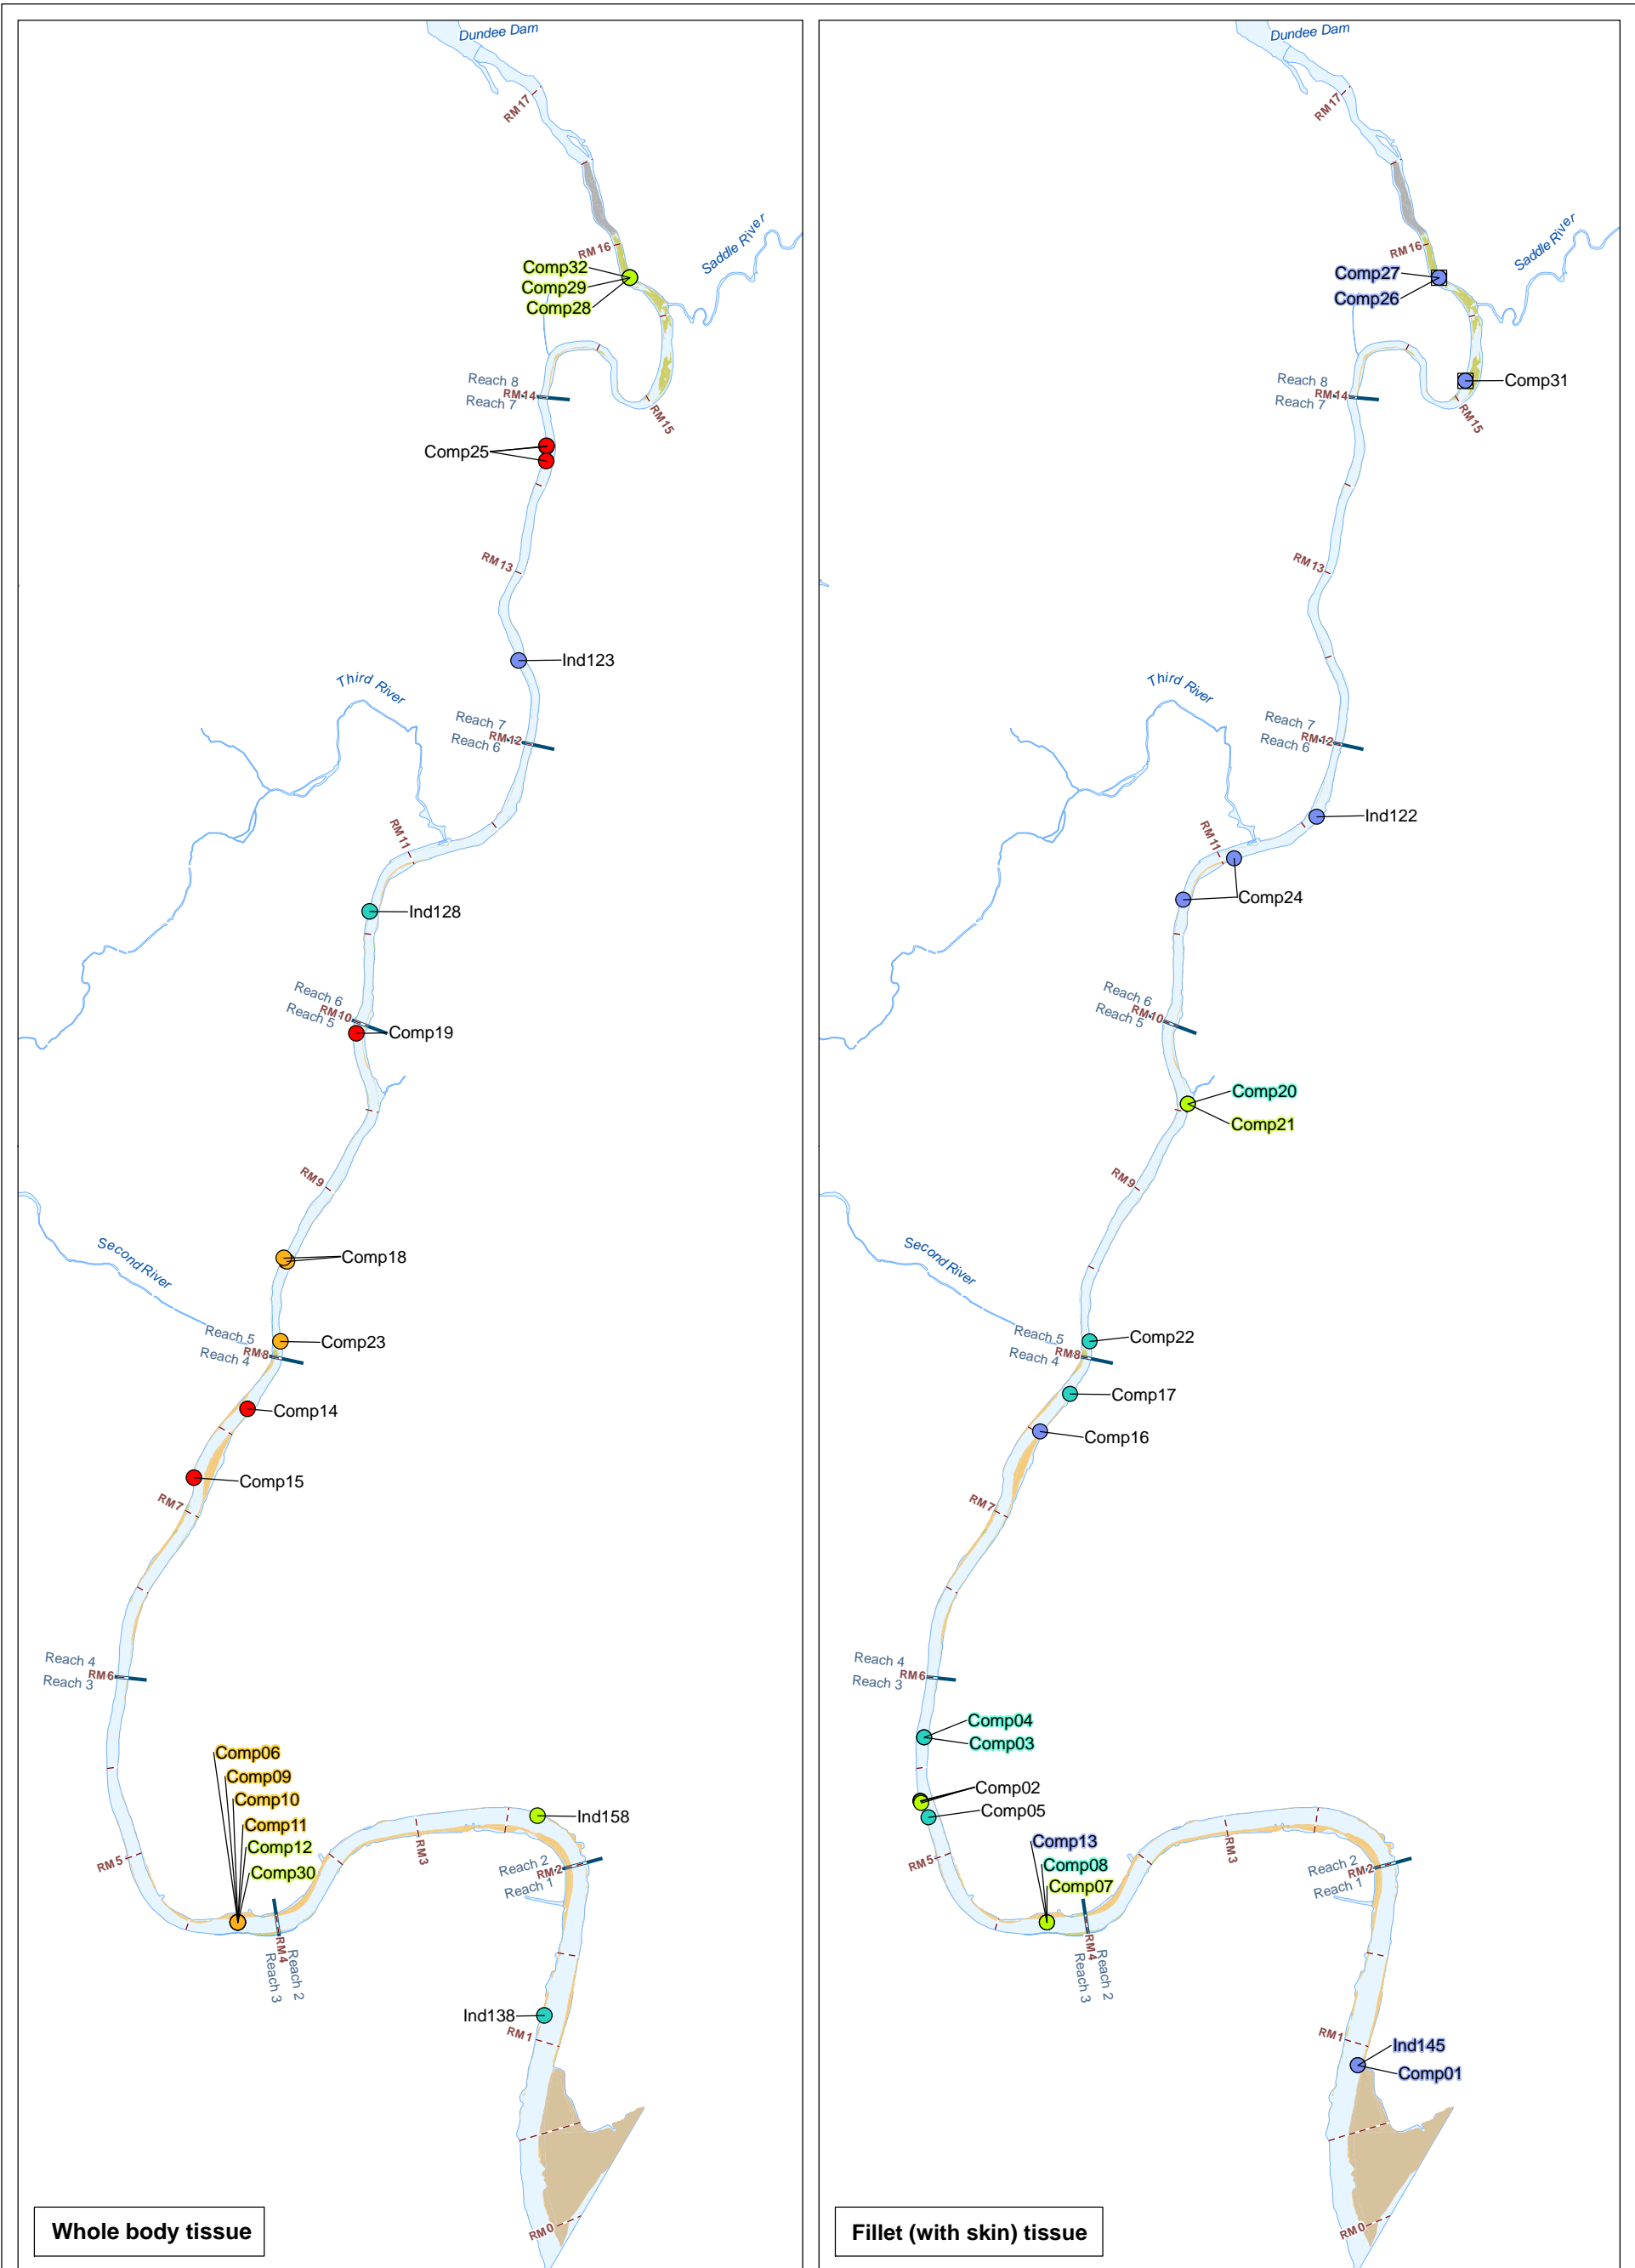 Dundee Dam
RM17
RM16
Saddle River
Comp32
Comp29
Comp28
Reach 8
RM14
Reach 7
RM15
Comp25
RM13
Ind123
Third River
Reach 7
RM12
Reach 6
RM11
Ind128
Reach 6
RM10
Reach 5
Comp19
RM9
Second River
Comp18
Reach 5
Comp23
RM8
Reach 4
Comp14
Comp15
RM7
Reach 4
RM6
Reach 3
Comp06
Comp09
Comp10
Comp11
Comp12
Comp30
Ind158
RM3
RM5
Reach 2
RM2
Reach 1
RM4
Reach 2
Reach 3
Ind138
RM1
RM0
Whole body tissue
Dundee Dam
RM17
RM16
Saddle River
Comp27
Comp26
Comp31
Reach 8
RM14
Reach 7
RM15
RM13
Third River
Reach 7
RM12
Reach 6
Ind122
RM11
Comp24
Reach 6
RM10
Reach 5
Comp20
Comp21
RM9
Second River
Reach 5
Comp22
RM8
Reach 4
Comp17
Comp16
RM7
Reach 4
RM6
Reach 3
Comp04
Comp03
Comp02
Comp05
Comp13
Comp08
Comp07
RM3
RM5
Reach 2
RM2
Reach 1
RM4
Reach 2
Reach 3
RM1
Ind145
Comp01
RM0
Fillet (with skin) tissue